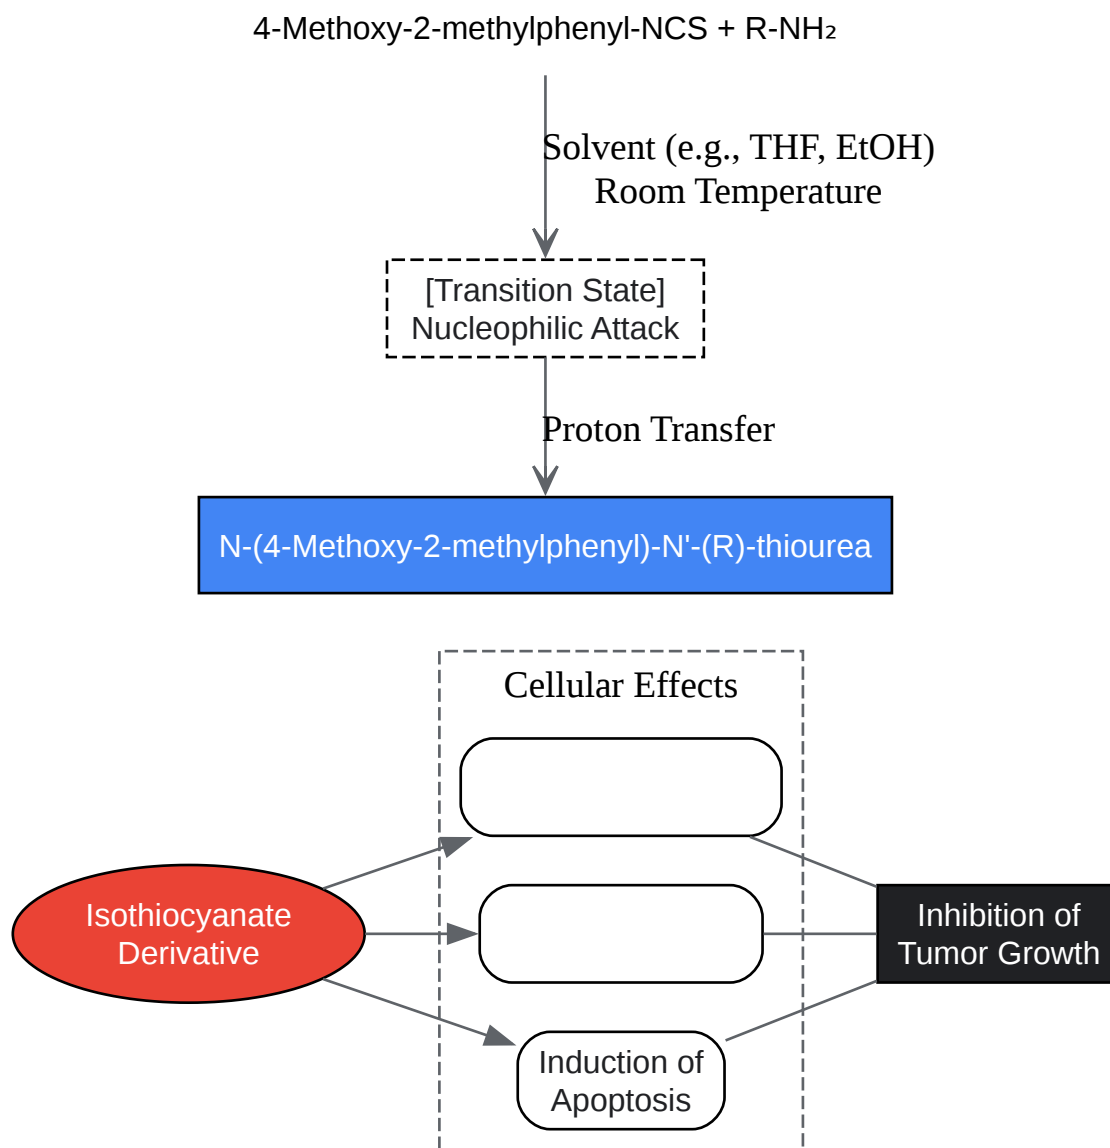 4-Methoxy-2-methylphenyl-NCS + R-NH₂
Solvent (e.g., THF, EtOH)
Room Temperature
[Transition State]
Nucleophilic Attack
Proton Transfer
N-(4-Methoxy-2-methylphenyl)-N'-(R)-thiourea
Cellular Effects
Isothiocyanate
Derivative
Inhibition of
Tumor Growth
Induction of
Apoptosis